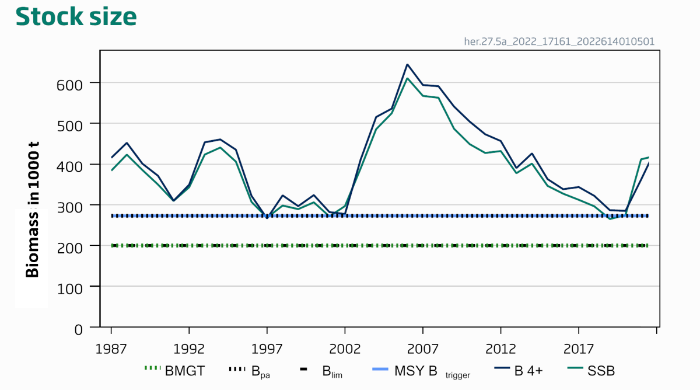 Stock size
her.27.5a_2022_17161_2022614010501
Biomass in 1000 t
600
500
400
300
200
100
0
1987 1992 1997 2002 2007 2012 2017
BMGT Bpa Blim MSY B trigger B 4+ SSB